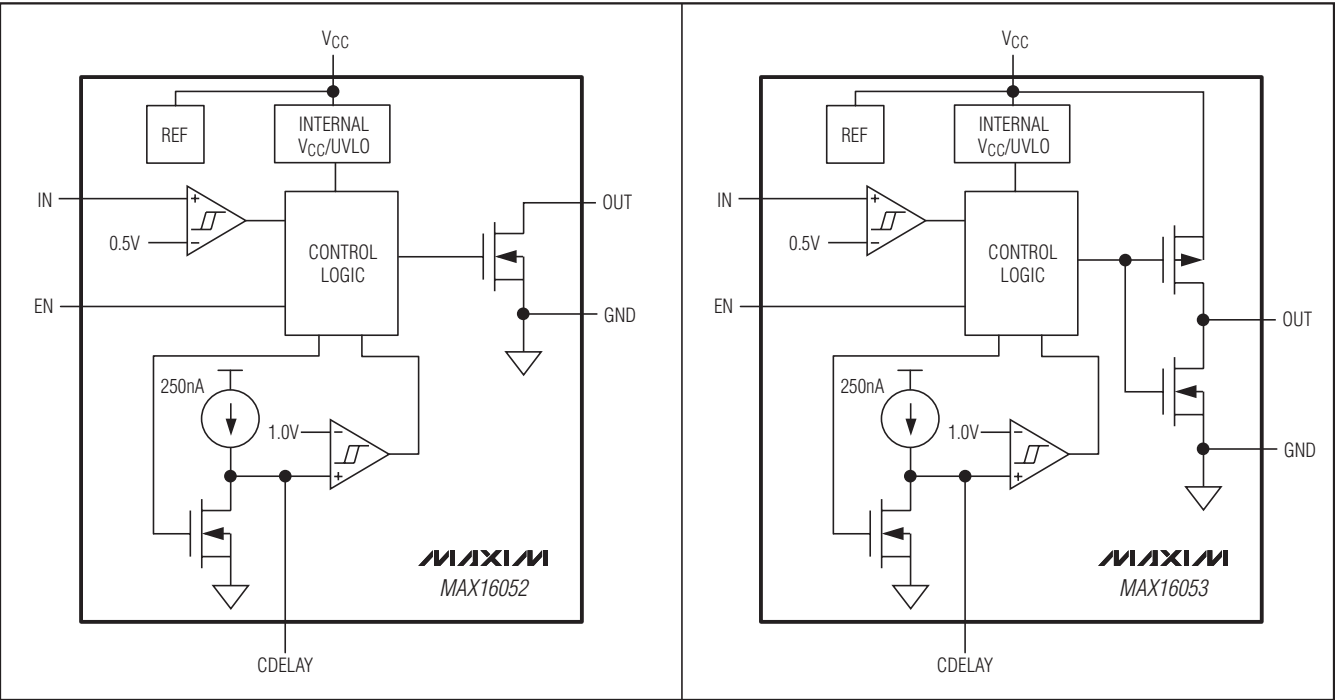 VCC
REF
INTERNAL
VCC/UVLO
IN
+
0.5V
–
CONTROL
LOGIC
OUT
EN
GND
250nA
1.0V
–
+
MAXIM
MAX16052
CDELAY
VCC
REF
INTERNAL
VCC/UVLO
IN
+
0.5V
–
CONTROL
LOGIC
EN
OUT
250nA
1.0V
–
+
GND
MAXIM
MAX16053
CDELAY